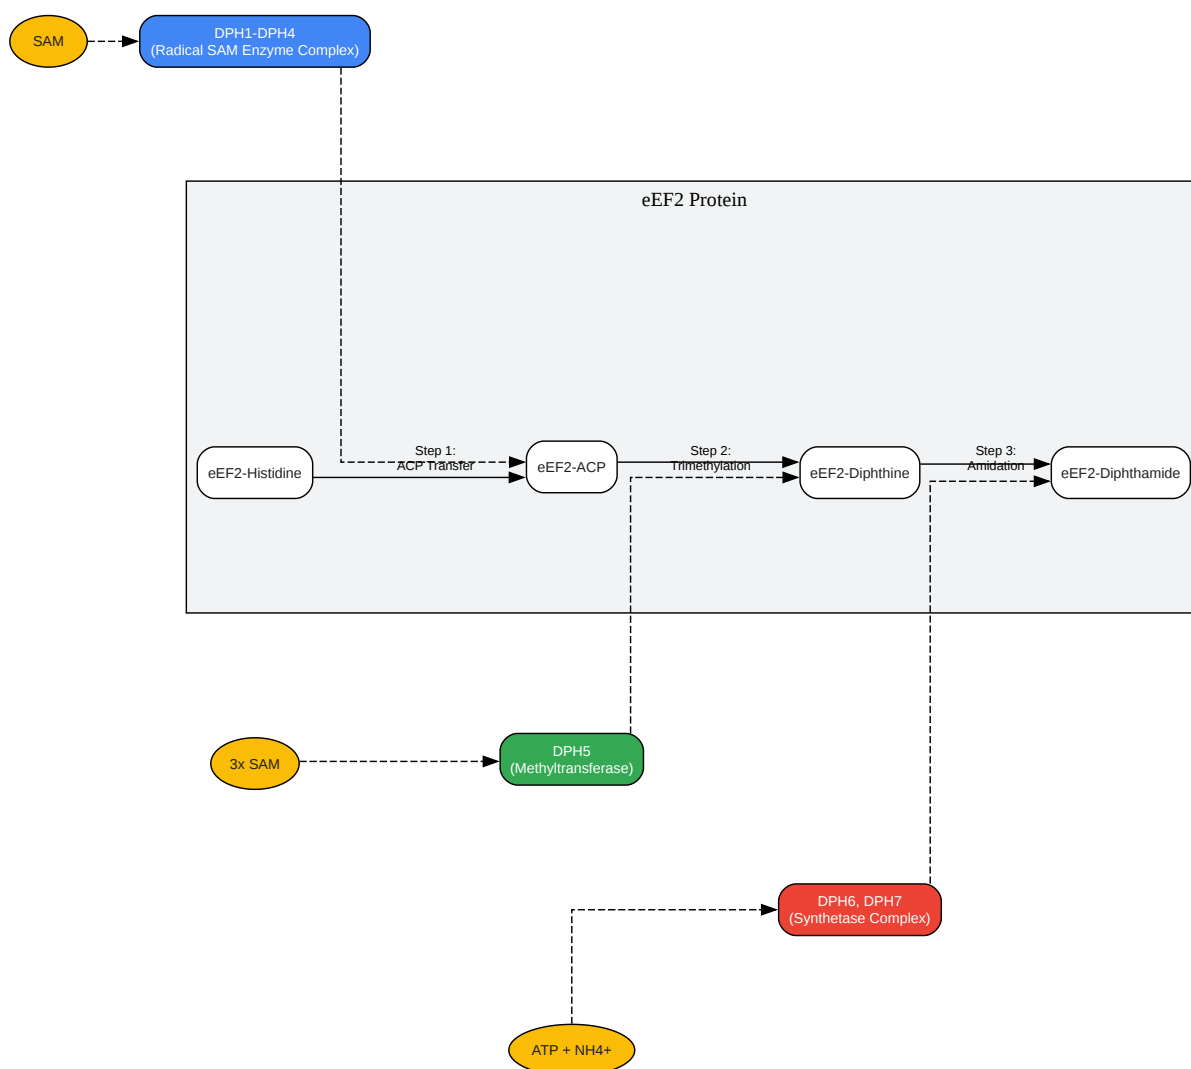 SAM
DPH1-DPH4
(Radical SAM Enzyme Complex)
eEF2 Protein
eEF2-Histidine
Step 1:
ACP Transfer
eEF2-ACP
Step 2:
Trimethylation
eEF2-Diphthine
Step 3:
Amidation
eEF2-Diphthamide
3x SAM
DPH5
(Methyltransferase)
DPH6, DPH7
(Synthetase Complex)
ATP + NH4+